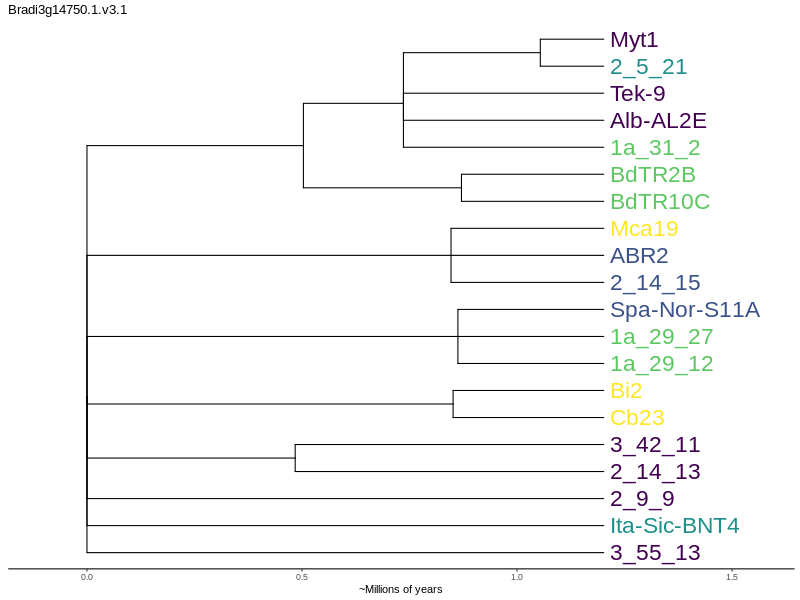 Bradi3g14750.1.v3.1
Myt1
2_5_21
Tek-9
Alb-AL2E
1a_31_2
BdTR2B
BdTR10C
Mca19
ABR2
2_14_15
Spa-Nor-S11A
1a_29_27
1a_29_12
Bi2
Cb23
3_42_11
2_14_13
2_9_9
Ita-Sic-BNT4
3_55_13
0.0 0.5 1.0 1.5
~Millions of years